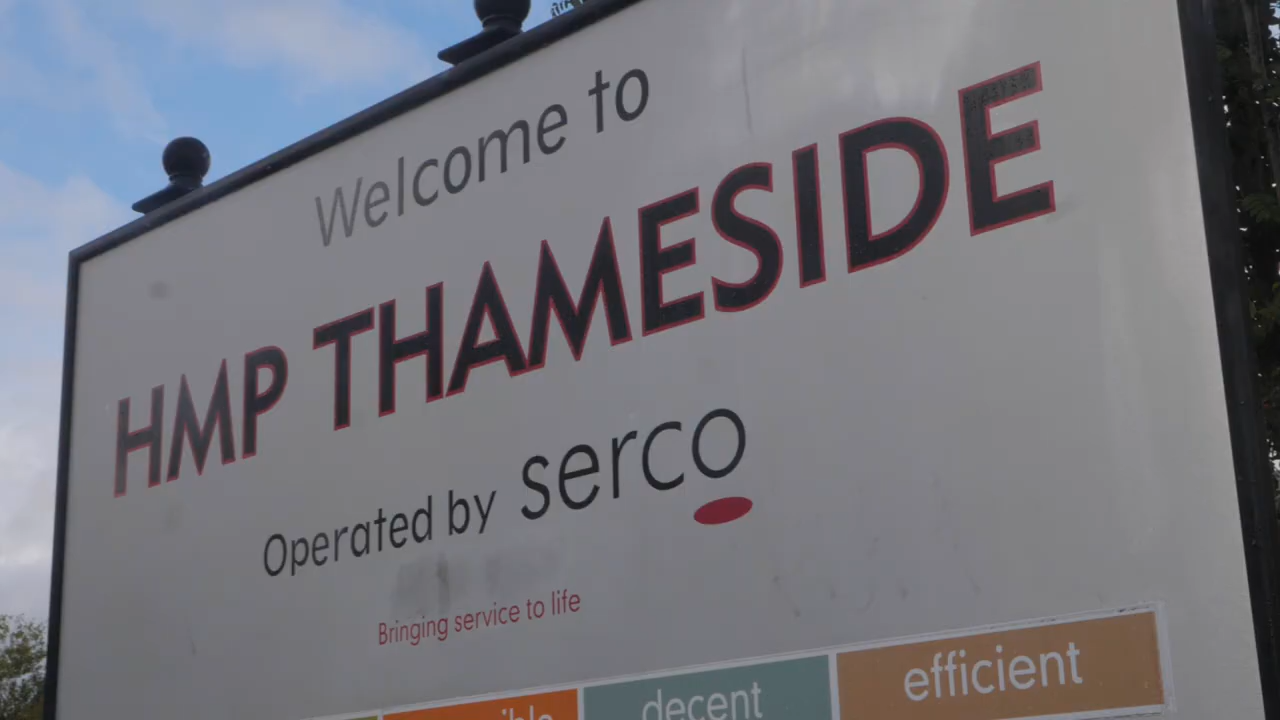 Welcome to
HMP THAMESIDE
Operated by serco
Bringing service to life
decent efficient